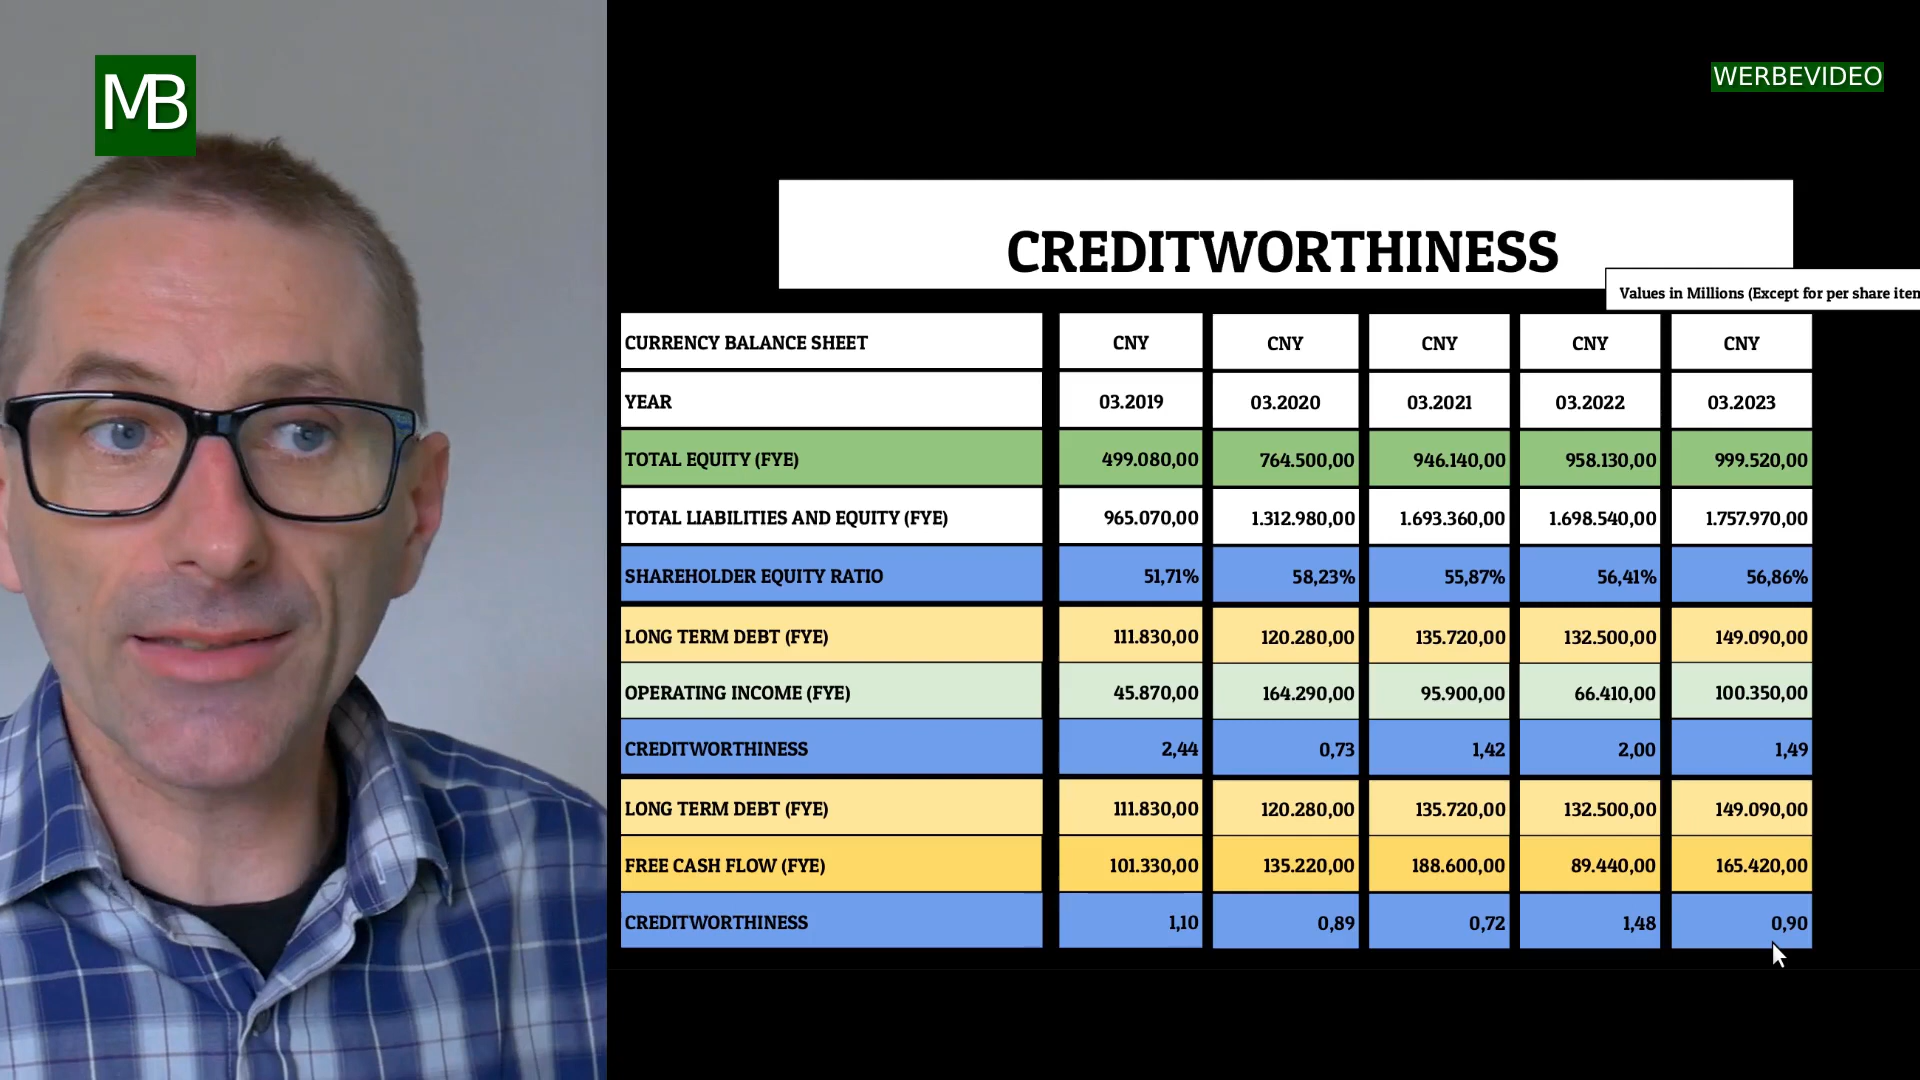 MB
WERBEVIDEO
CREDITWORTHINESS
Values in Millions (Except for per share iten
CURRENCY BALANCE SHEET CNY CNY CNY CNY CNY
YEAR 03.2019 03.2020 03.2021 03.2022 03.2023
TOTAL EQUITY (FYE) 499.080,00 764.500,00 946.140,00 958.130,00 999.520,00
TOTAL LIABILITIES AND EQUITY (FYE) 965.070,00 1.312.980,00 1.693.360,00 1.698.540,00 1.757.970,00
SHAREHOLDER EQUITY RATIO 51,71% 58,23% 55,87% 56,41% 56,86%
LONG TERM DEBT (FYE) 111.830,00 120.280,00 135.720,00 132.500,00 149.090,00
OPERATING INCOME (FYE) 45.870,00 164.290,00 95.900,00 66.410,00 100.350,00
CREDITWORTHINESS 2,44 0,73 1,42 2,00 1,49
LONG TERM DEBT (FYE) 111.830,00 120.280,00 135.720,00 132.500,00 149.090,00
FREE CASH FLOW (FYE) 101.330,00 135.220,00 188.600,00 89.440,00 165.420,00
CREDITWORTHINESS 1,10 0,89 0,72 1,48 0,90